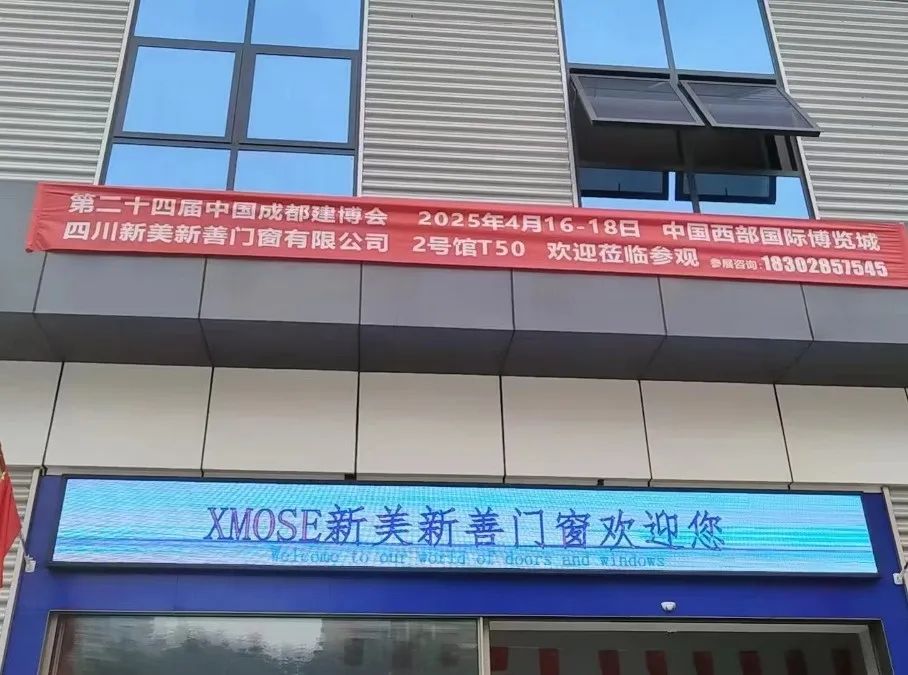 第二十四届中国成都建博会 2025年4月16-18日 中国西部国际博览城
四川新美新善门窗有限公司 2号馆T50 欢迎莅临参观 参展咨询:18302857545
XMOSE新美新善门窗欢迎您
Welcome to our world of doors and windows